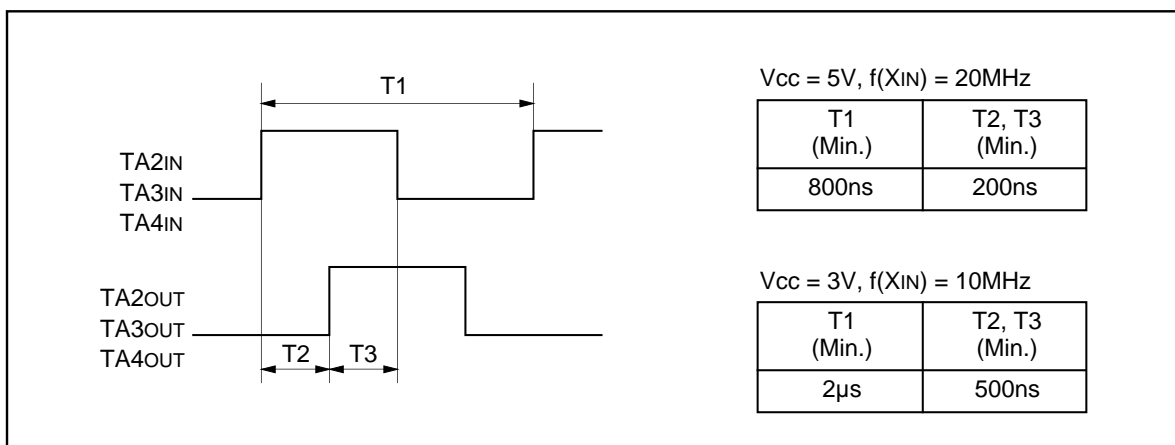 T1
TA2IN
TA3IN
TA4IN
TA2OUT
TA3OUT
TA4OUT
T2 T3
Vcc = 5V, f(XIN) = 20MHz
T1 (Min.) T2, T3 (Min.)
800ns 200ns
Vcc = 3V, f(XIN) = 10MHz
T1 (Min.) T2, T3 (Min.)
2µs 500ns